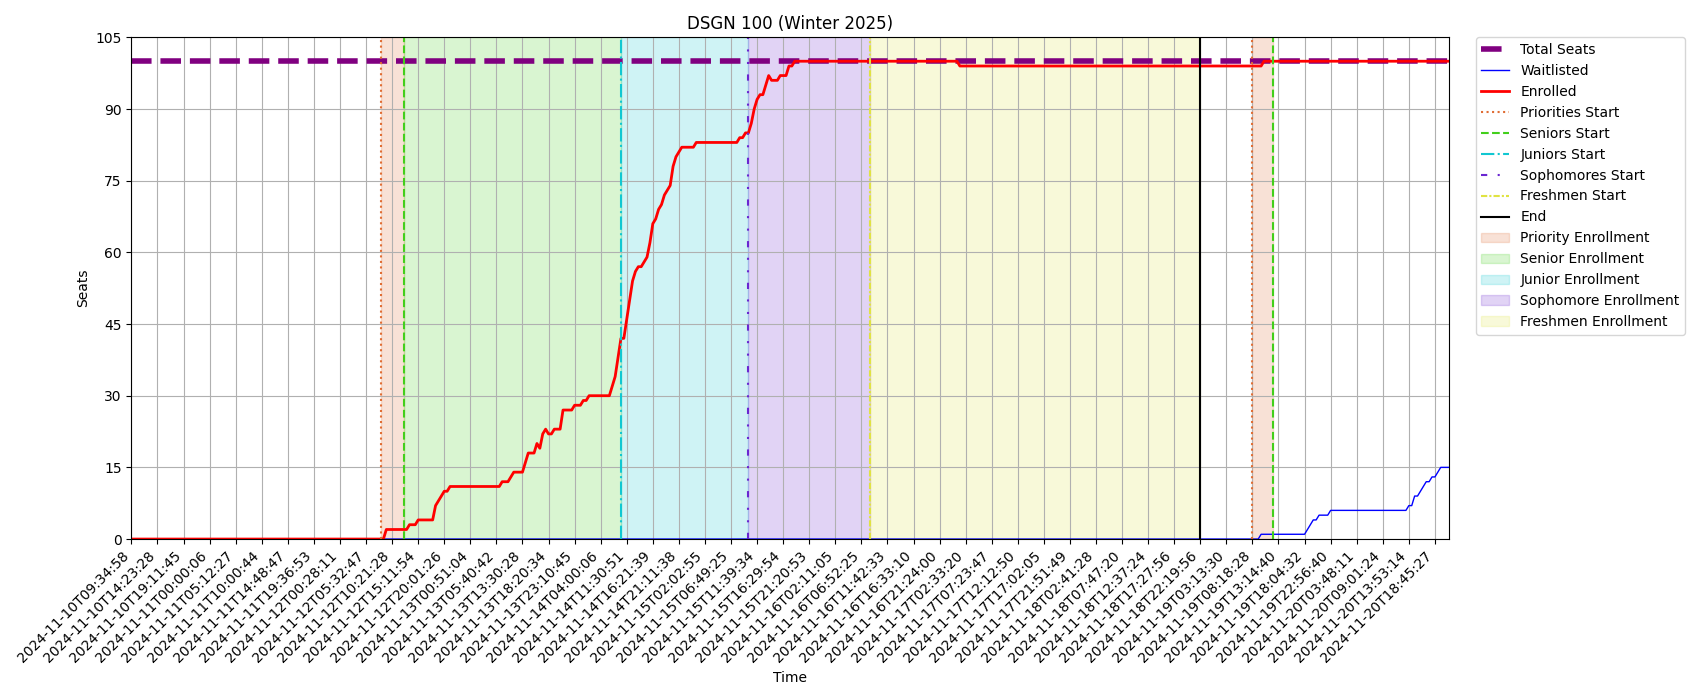 DSGN 100 (Winter 2025)
105
90
75
60
45
30
15
0
Seats
2024-11-10T09:34:58
2024-11-10T14:23:28
2024-11-10T19:11:45
2024-11-11T00:00:06
2024-11-11T05:12:27
2024-11-11T10:00:44
2024-11-11T14:48:47
2024-11-11T19:36:53
2024-11-12T00:28:11
2024-11-12T05:32:47
2024-11-12T10:21:28
2024-11-12T15:11:54
2024-11-12T20:01:26
2024-11-13T00:51:04
2024-11-13T05:40:42
2024-11-13T13:30:28
2024-11-13T18:20:34
2024-11-13T23:10:45
2024-11-14T04:00:06
2024-11-14T11:30:51
2024-11-14T16:21:39
2024-11-14T21:11:38
2024-11-15T02:02:55
2024-11-15T06:49:25
2024-11-15T11:39:34
2024-11-15T16:29:54
2024-11-15T21:20:53
2024-11-16T02:11:05
2024-11-16T06:52:25
2024-11-16T11:42:33
2024-11-16T16:33:10
2024-11-16T21:24:00
2024-11-17T02:33:20
2024-11-17T07:23:47
2024-11-17T12:12:50
2024-11-17T17:02:05
2024-11-17T21:51:49
2024-11-18T02:41:28
2024-11-18T07:47:20
2024-11-18T12:37:24
2024-11-18T17:27:56
2024-11-18T22:19:56
2024-11-19T03:13:30
2024-11-19T08:18:28
2024-11-19T13:14:40
2024-11-19T18:04:32
2024-11-19T22:56:40
2024-11-20T03:48:11
2024-11-20T09:01:24
2024-11-20T13:53:14
2024-11-20T18:45:27
Time
Total Seats
Waitlisted
Enrolled
Priorities Start
Seniors Start
Juniors Start
Sophomores Start
Freshmen Start
End
Priority Enrollment
Senior Enrollment
Junior Enrollment
Sophomore Enrollment
Freshmen Enrollment